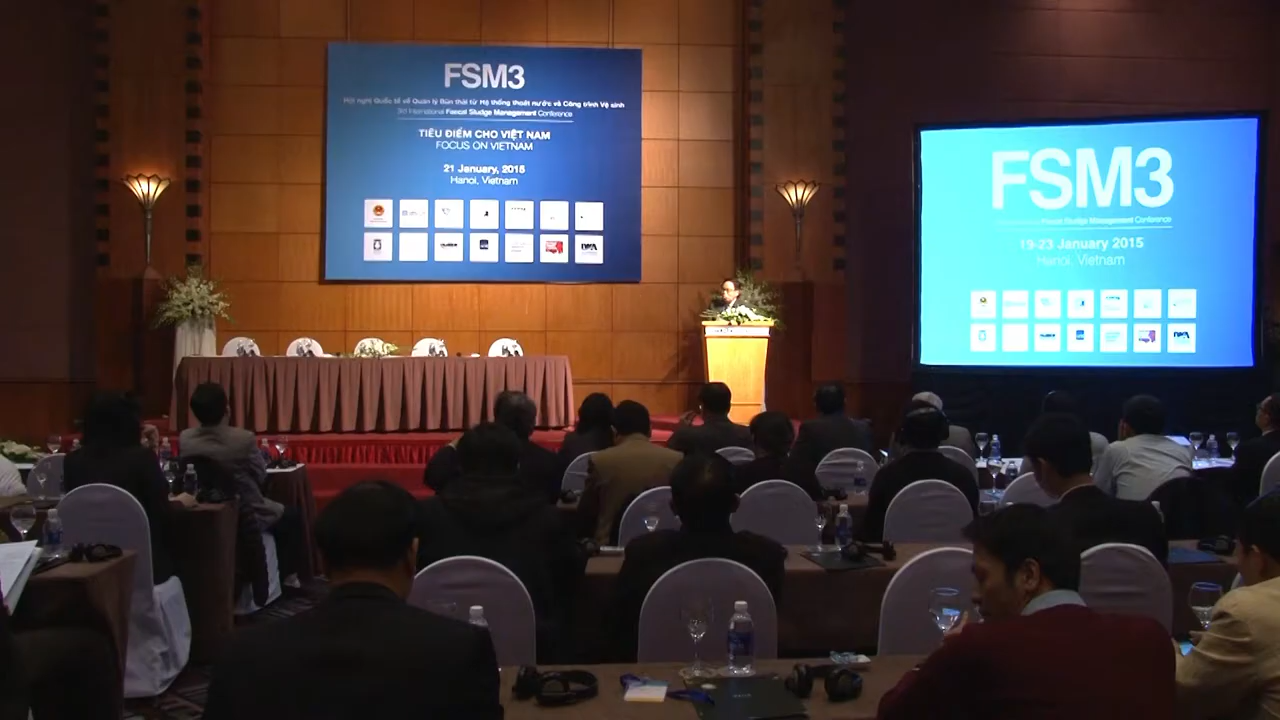 FSM3
Hội nghị Quốc tế về Quản lý Bùn thải từ Hệ thống thoát nước và Công trình Vệ sinh
3rd International Faecal Sludge Management Conference
TIÊU ĐIỂM CHO VIỆT NAM
FOCUS ON VIETNAM
21 January, 2015
Hanoi, Vietnam
FSM3
Faecal Sludge Management Conference
19-23 January 2015
Hanoi, Vietnam